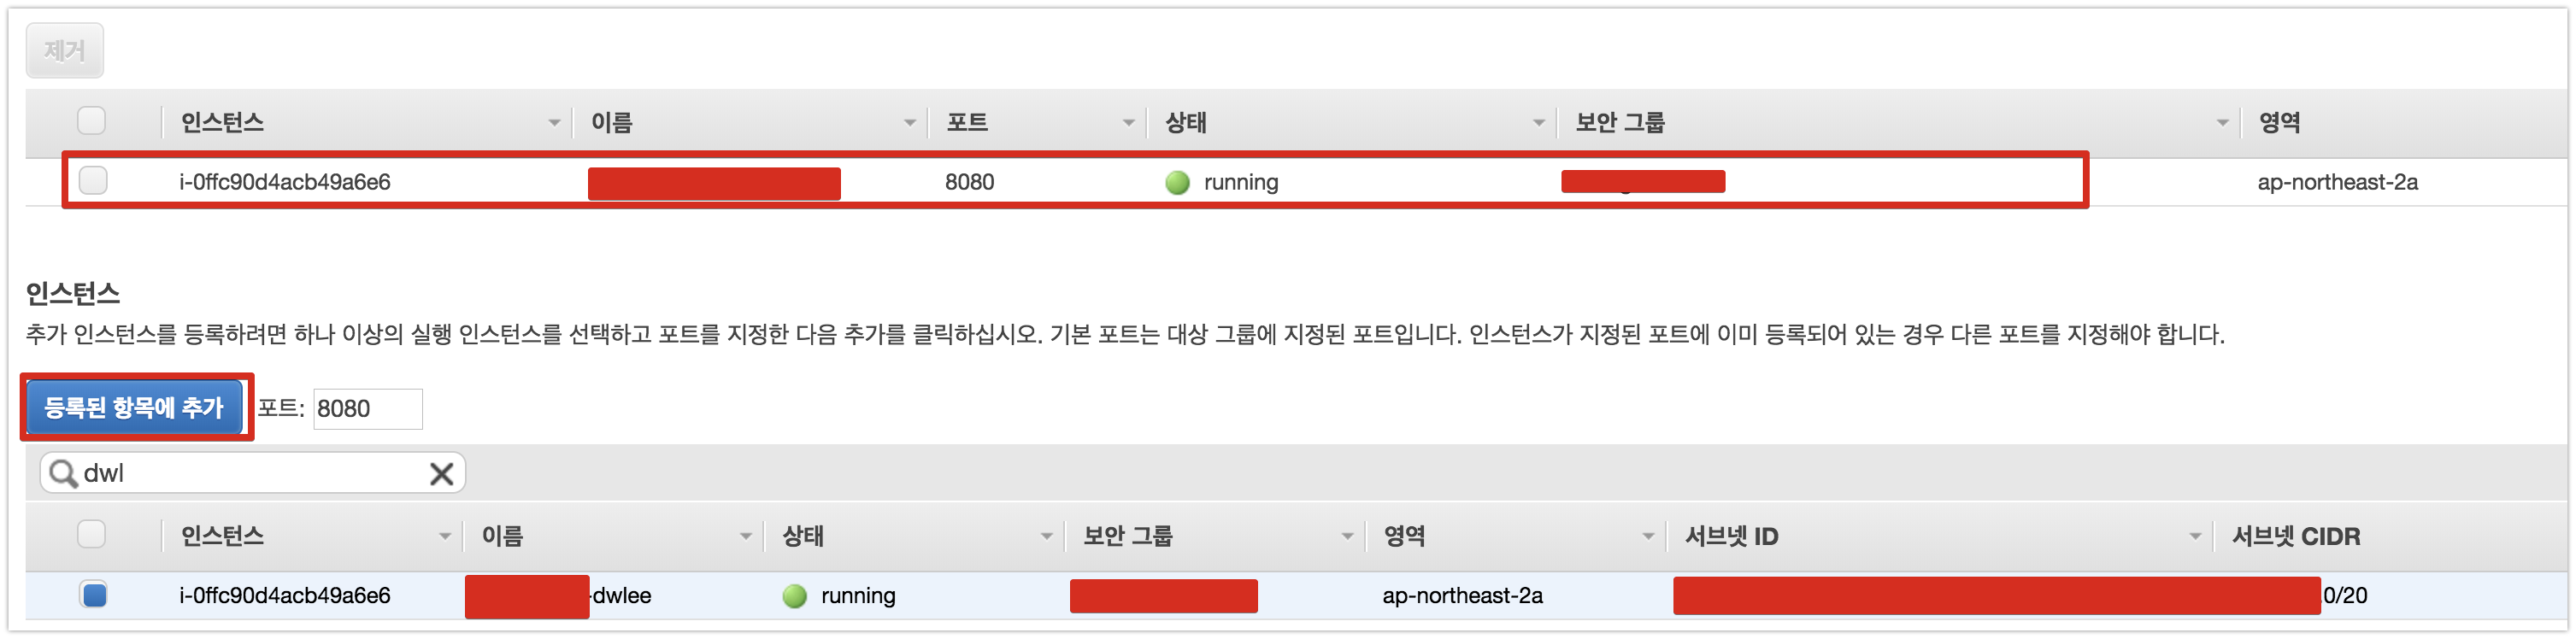 제거
인스턴스 이름 포트 상태 보안 그룹 영역
i-0ffc90d4acb49a6e6 8080 running ap-northeast-2a
인스턴스
추가 인스턴스를 등록하려면 하나 이상의 실행 인스턴스를 선택하고 포트를 지정한 다음 추가를 클릭하십시오. 기본 포트는 대상 그룹에 지정된 포트입니다. 인스턴스가 지정된 포트에 이미 등록되어 있는 경우 다른 포트를 지정해야 합니다.
등록된 항목에 추가 포트: 8080
dwl
인스턴스 이름 상태 보안 그룹 영역 서브넷 ID 서브넷 CIDR
i-0ffc90d4acb49a6e6 -dwlee running ap-northeast-2a 0/20